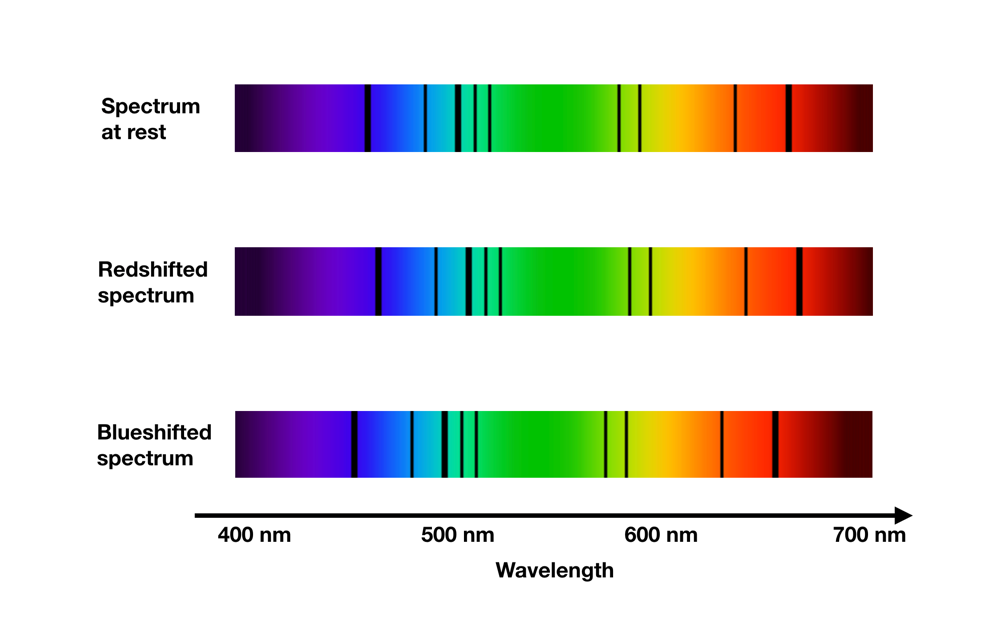 Spectrum
at rest
Redshifted
spectrum
Blueshifted
spectrum
400 nm 500 nm 600 nm 700 nm
Wavelength